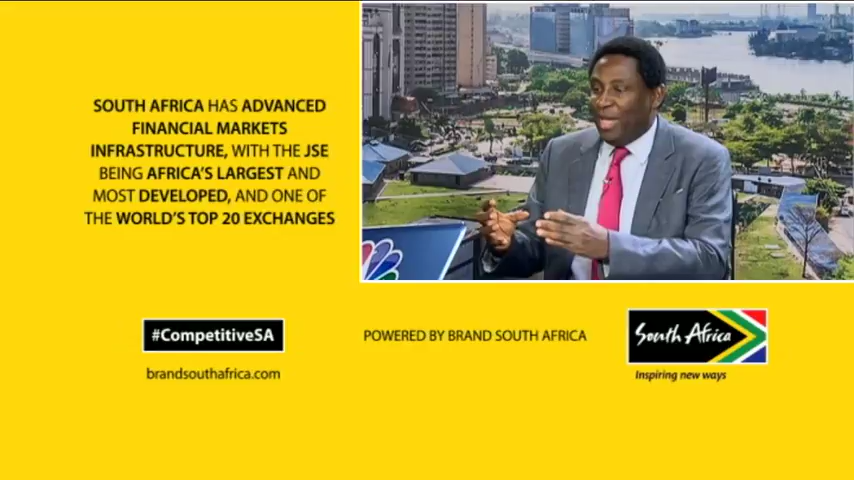 SOUTH AFRICA HAS ADVANCED
FINANCIAL MARKETS
INFRASTRUCTURE, WITH THE JSE
BEING AFRICA'S LARGEST AND
MOST DEVELOPED, AND ONE OF
THE WORLD'S TOP 20 EXCHANGES
#CompetitiveSA
brandsouthafrica.com
POWERED BY BRAND SOUTH AFRICA
South Africa
Inspiring new ways